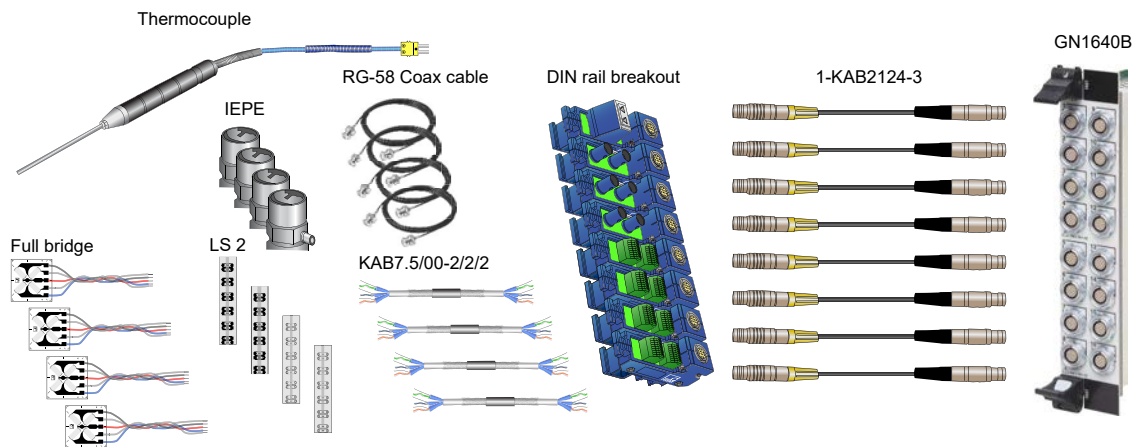 Thermocouple
GN1640B
RG-58 Coax cable
DIN rail breakout
1-KAB2124-3
IEPE
Full bridge
LS 2
KAB7.5/00-2/2/2